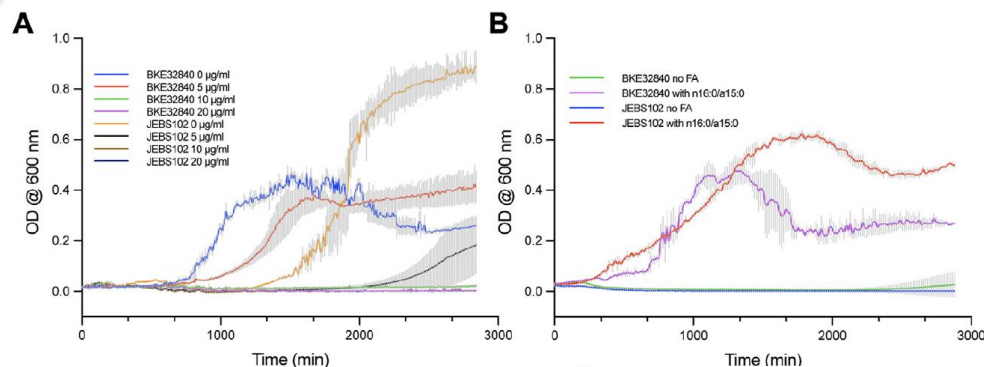 A
B
1.0
0.8
0.6
0.4
0.2
0.0
OD @ 600 nm
BKE32840 0 µg/ml
BKE32840 5 µg/ml
BKE32840 10 µg/ml
BKE32840 20 µg/ml
JEBS102 0 µg/ml
JEBS102 5 µg/ml
JEBS102 10 µg/ml
JEBS102 20 µg/ml
0 1000 2000 3000
Time (min)
1.0
0.8
0.6
0.4
0.2
0.0
OD @ 600 nm
BKE32840 no FA
BKE32840 with n16:0/a15:0
JEBS102 no FA
JEBS102 with n16:0/a15:0
0 1000 2000 3000
Time (min)